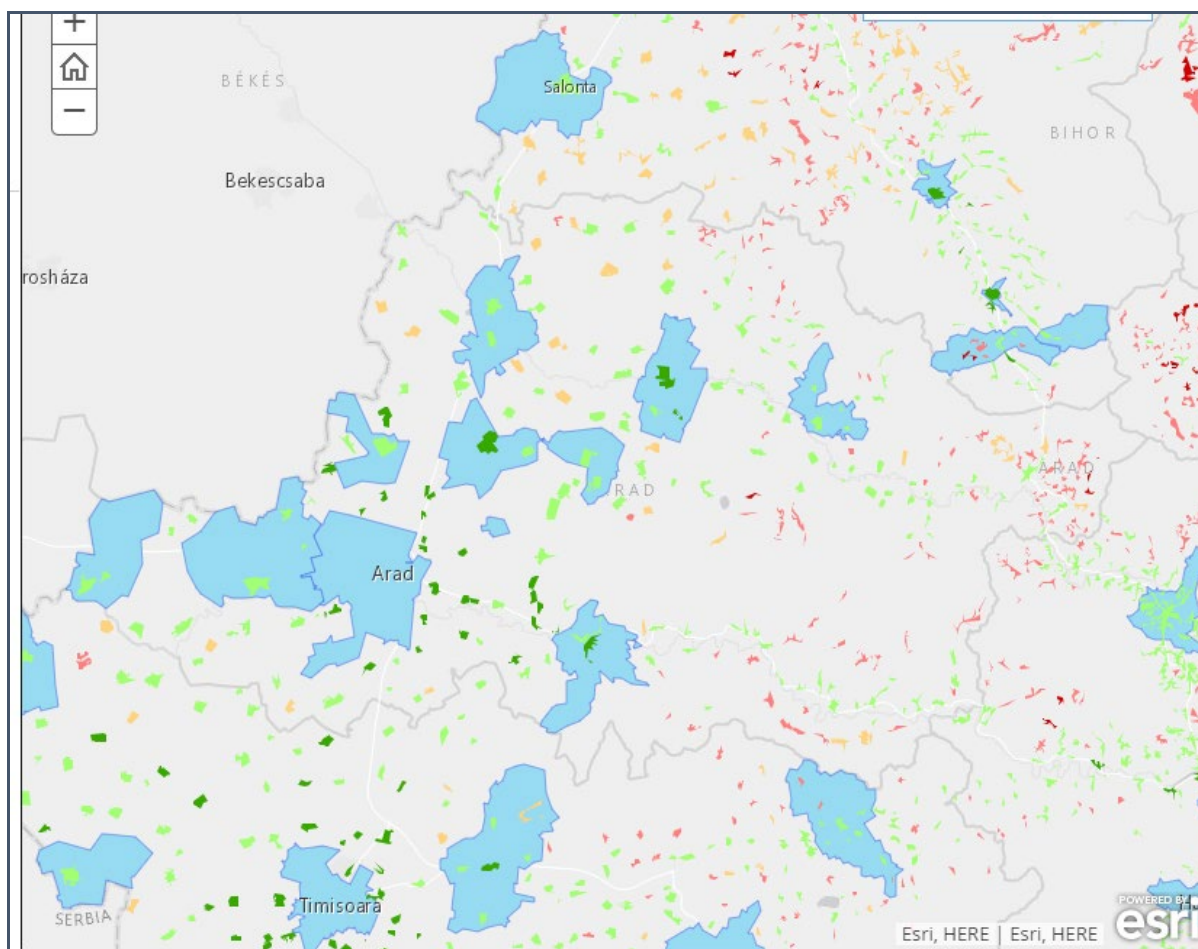 +
−
Salonta
BÉKÉS
BIHOR
Bekescsaba
rosháza
ARAD
RAD
Arad
Timisoara
SERBIA
Esri, HERE | Esri, HERE
POWERED BY
esri